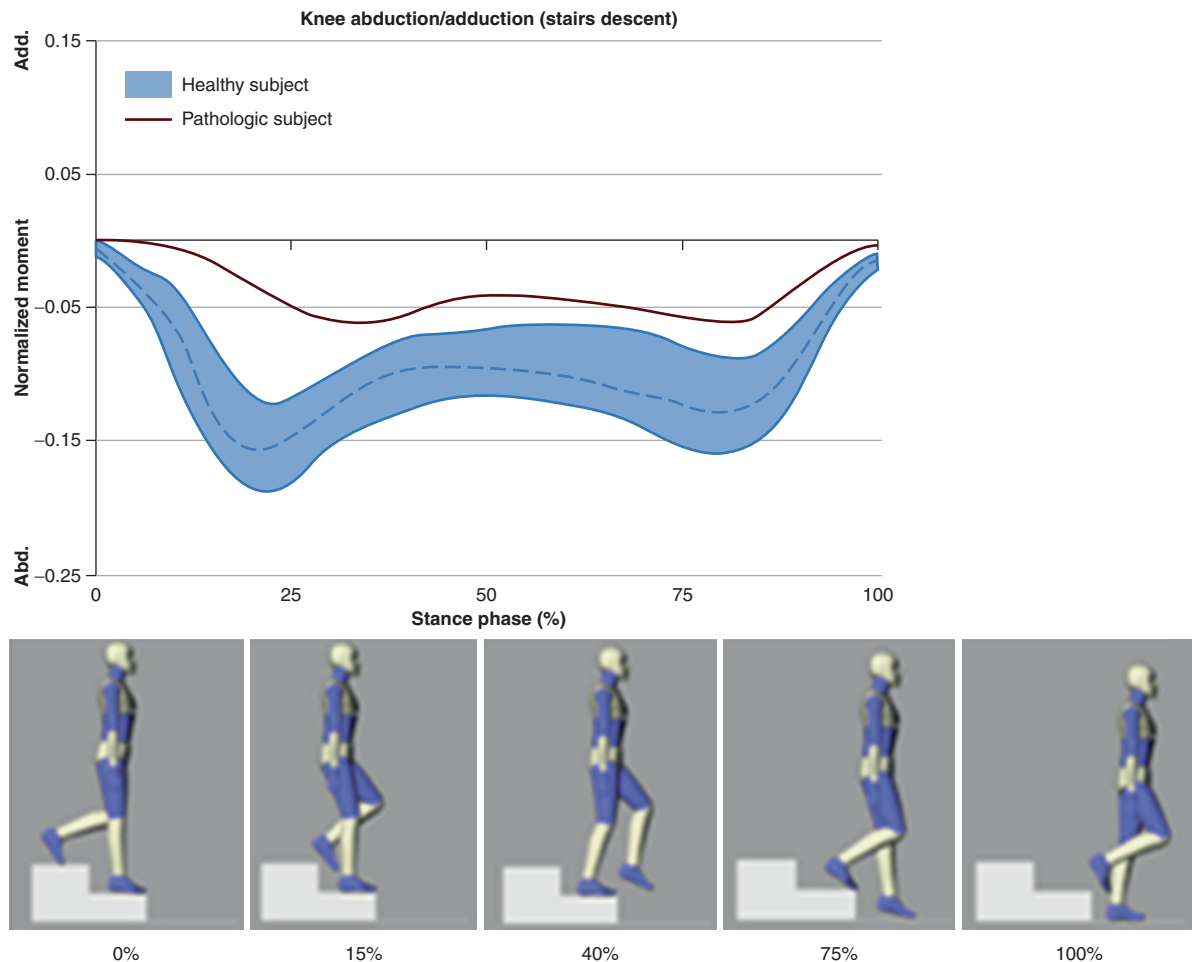 Knee abduction/adduction (stairs descent)
Add.
0.15
Healthy subject
Pathologic subject
0.05
Normalized moment
−0.05
−0.15
Abd.
−0.25
0 25 50 75 100
Stance phase (%)
0% 15% 40% 75% 100%